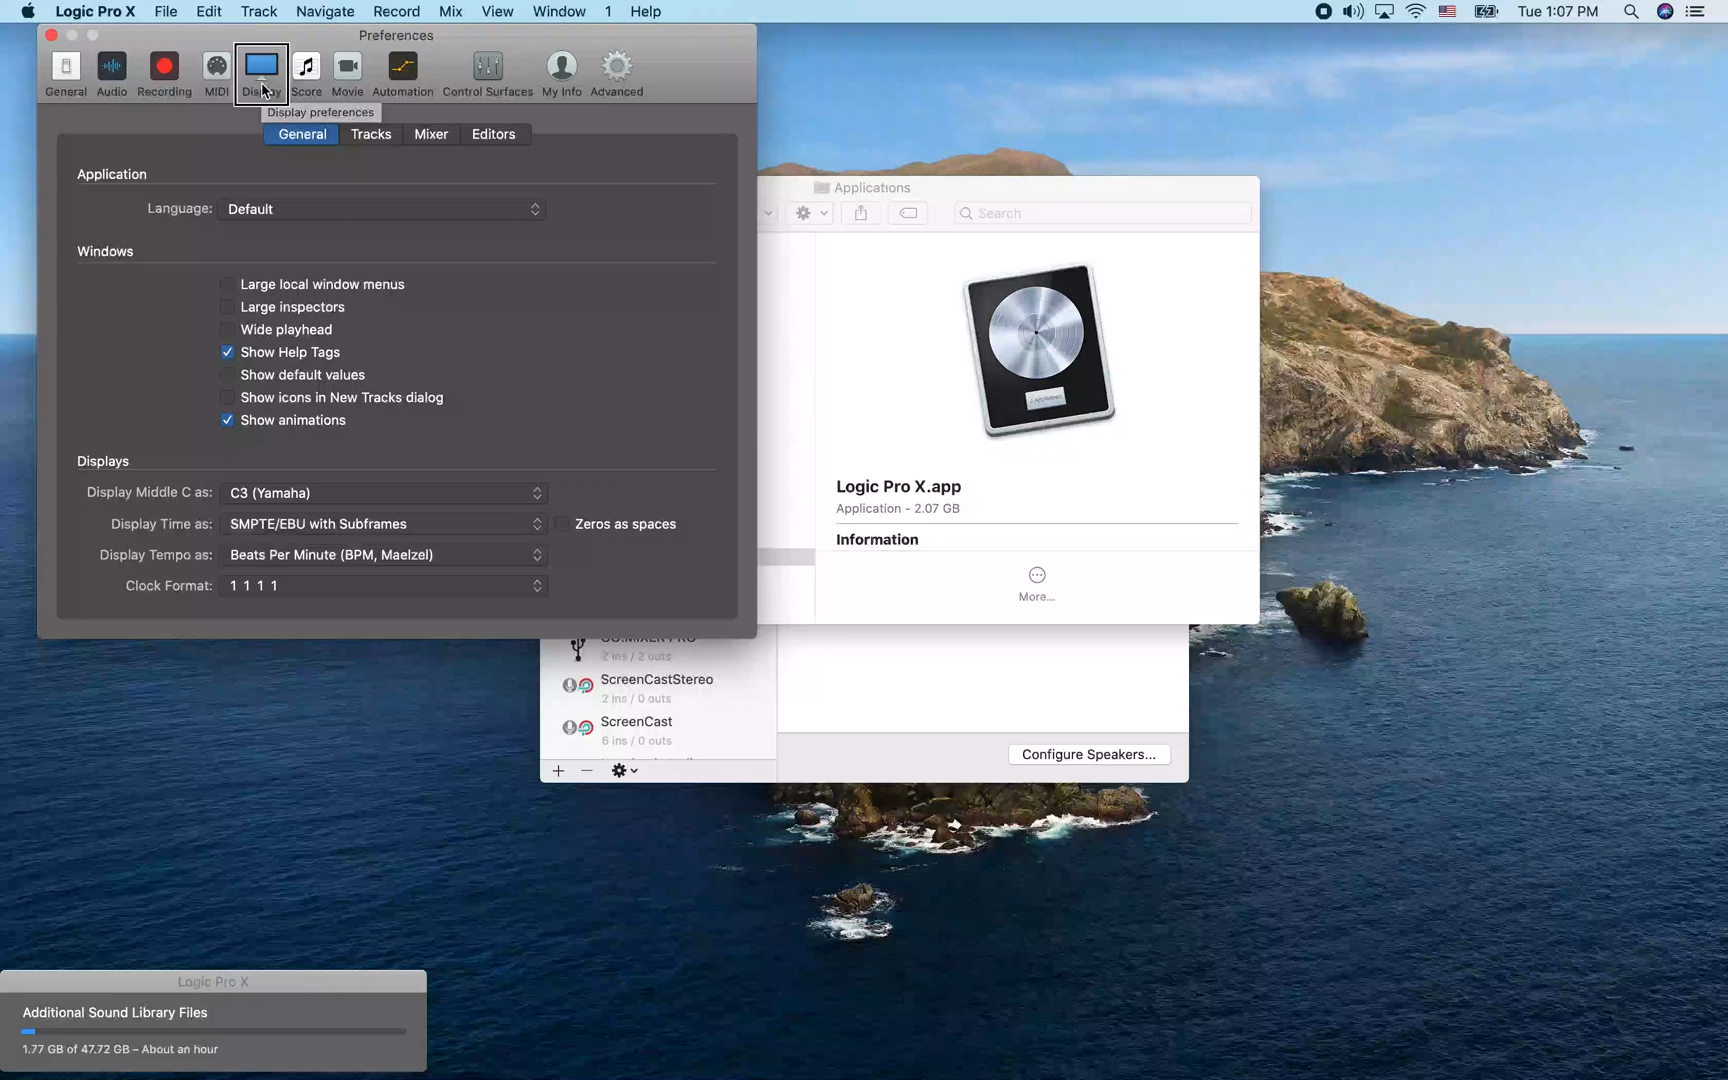 Logic Pro X File Edit Track Navigate Record Mix View Window 1 Help Tue 1:07 PM
Preferences
General Audio Recording MIDI Display Score Movie Automation Control Surfaces My Info Advanced
Display preferences
General Tracks Mixer Editors
Application
Language: Default
Windows
Large local window menus
Large inspectors
Wide playhead
Show Help Tags
Show default values
Show icons in New Tracks dialog
Show animations
Displays
Display Middle C as: C3 (Yamaha)
Display Time as: SMPTE/EBU with Subframes Zeros as spaces
Display Tempo as: Beats Per Minute (BPM, Maelzel)
Clock Format: 1 1 1 1
Applications
Search
Logic Pro X.app
Application - 2.07 GB
Information
More...
GO:MIXER PRO
2 ins / 2 outs
ScreenCastStereo
2 ins / 0 outs
ScreenCast
6 ins / 0 outs
Configure Speakers...
Logic Pro X
Additional Sound Library Files
1.77 GB of 47.72 GB – About an hour